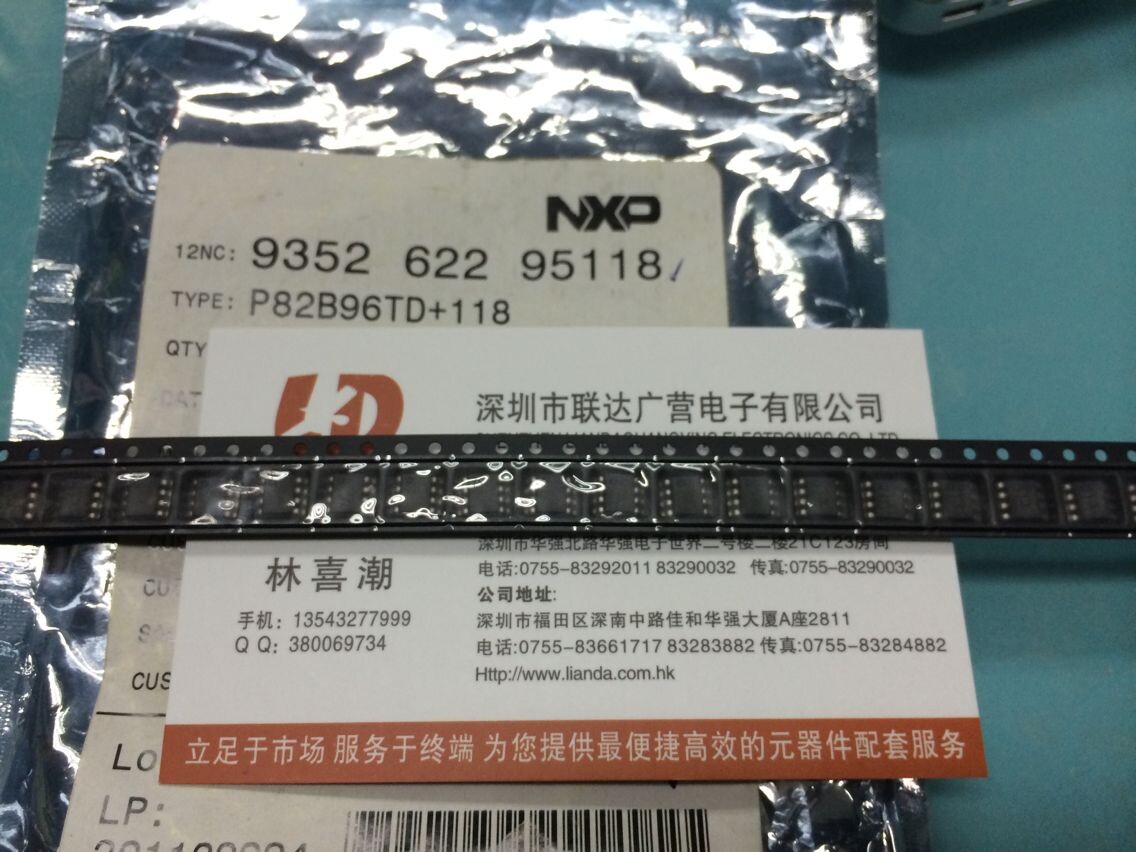 NXP
12NC: 9352 622 95118
TYPE: P82B96TD+118
QTY
DAT
深圳市联达广营电子有限公司
林喜潮
手机: 13543277999
Q Q: 380069734
深圳市华强北路华强电子世界二号楼二楼21C123房间
电话:0755-83292011 83290032 传真:0755-83290032
公司地址:
深圳市福田区深南中路佳和华强大厦A座2811
电话:0755-83661717 83283882 传真:0755-83284882
Http://www.lianda.com.hk
立足于市场 服务于终端 为您提供最便捷高效的元器件配套服务
CUS
Lo
LP: